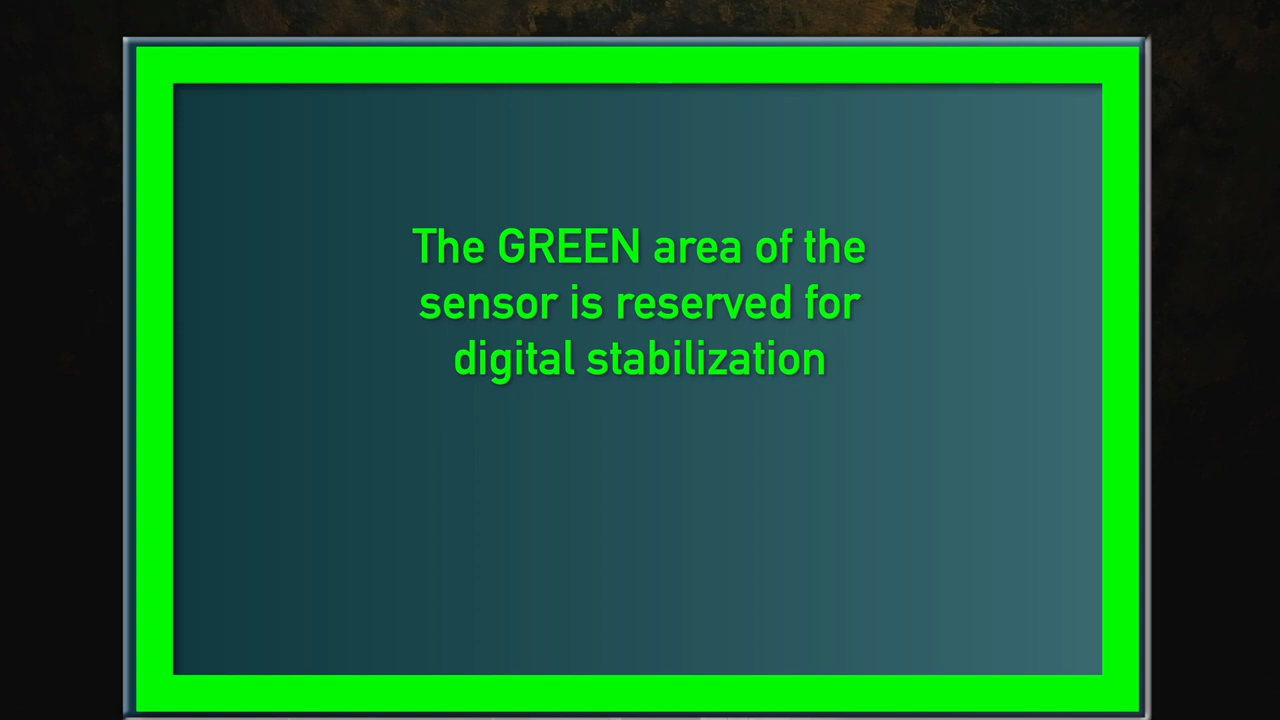 The GREEN area of the
sensor is reserved for
digital stabilization